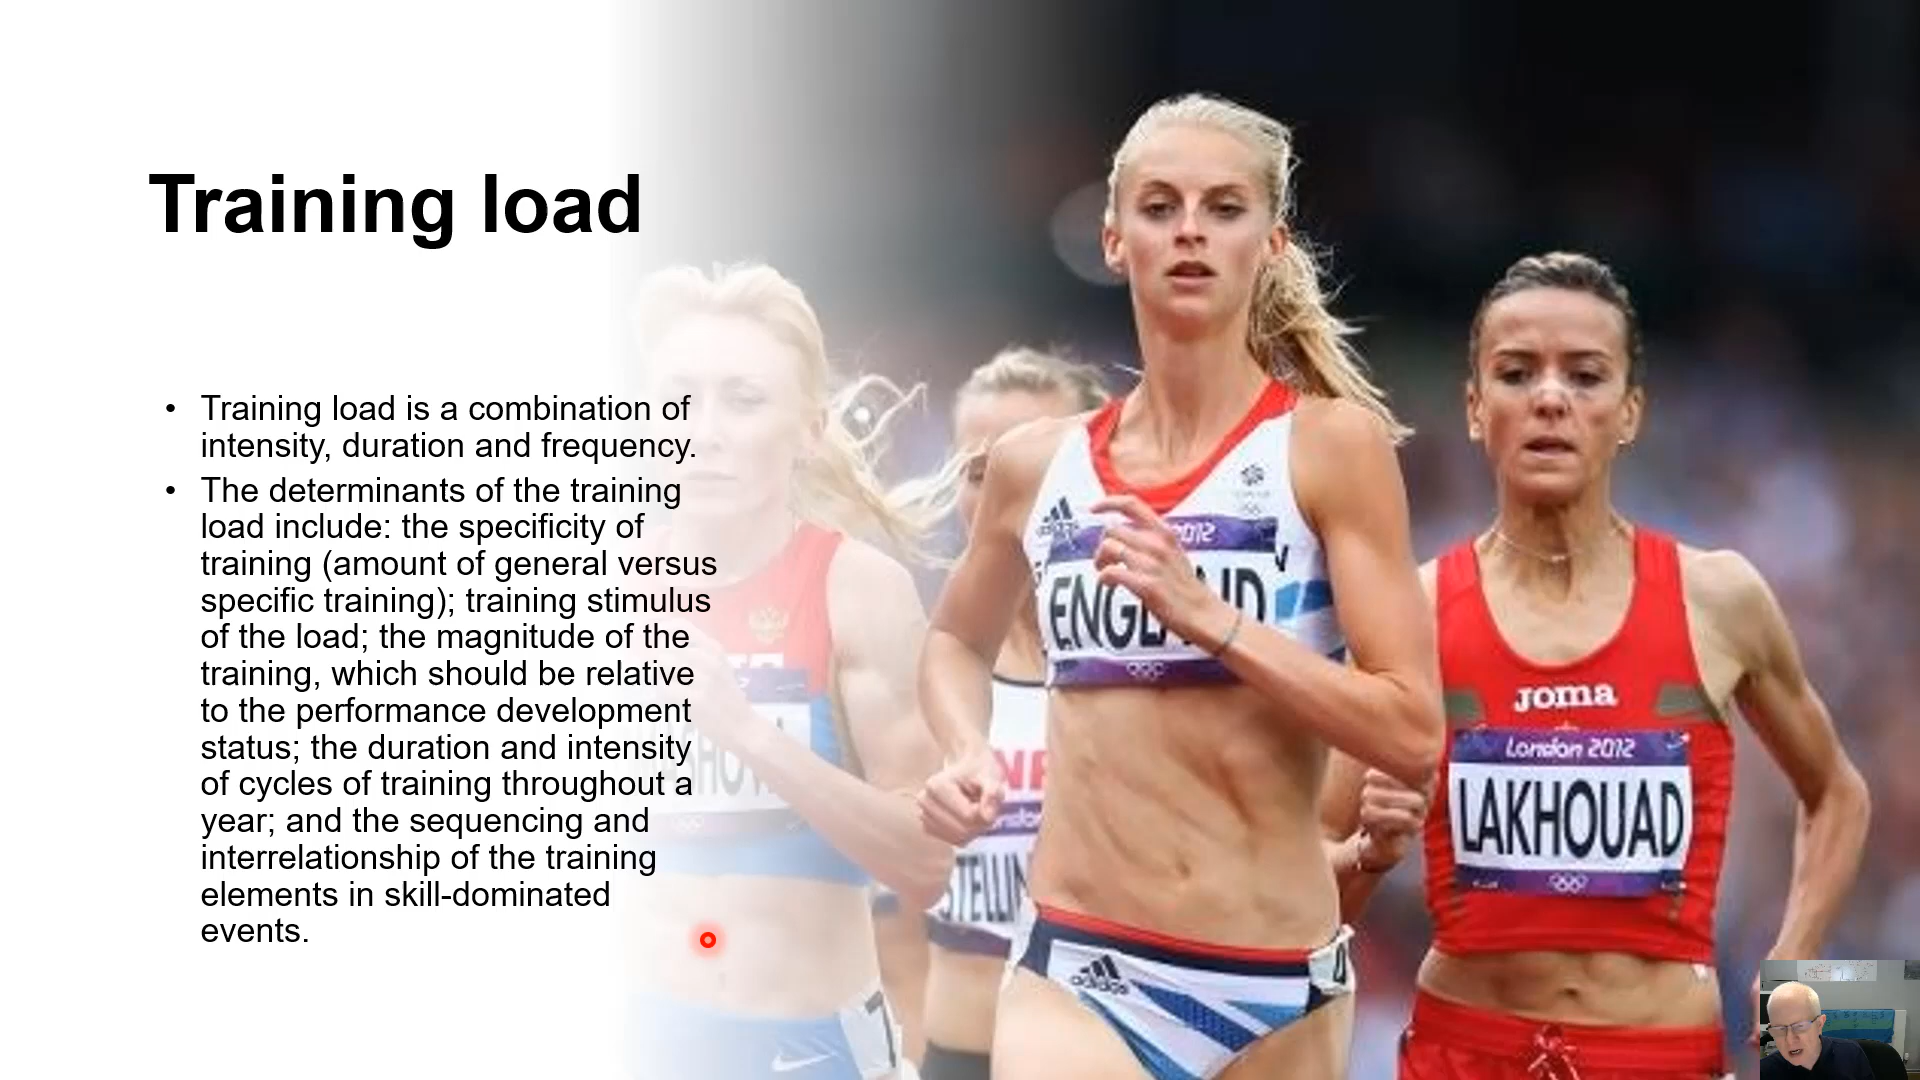 Training load
• Training load is a combination of
intensity, duration and frequency.
• The determinants of the training
load include: the specificity of
training (amount of general versus
specific training); training stimulus
of the load; the magnitude of the
training, which should be relative
to the performance development
status; the duration and intensity
of cycles of training throughout a
year; and the sequencing and
interrelationship of the training
elements in skill-dominated
events.
adidas
2012
ENGLAND
adidas
Joma
London 2012
LAKHOUAD